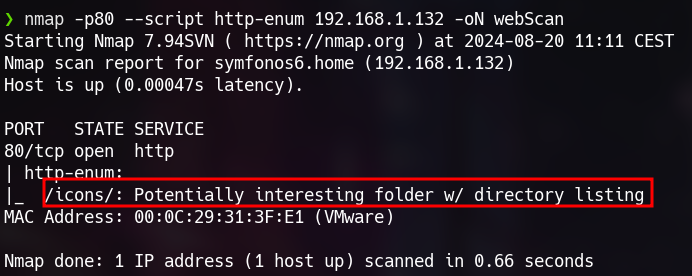 ❯ nmap -p80 --script http-enum 192.168.1.132 -oN webScan
Starting Nmap 7.94SVN ( https://nmap.org ) at 2024-08-20 11:11 CEST
Nmap scan report for symfonos6.home (192.168.1.132)
Host is up (0.00047s latency).

PORT   STATE SERVICE
80/tcp open  http
| http-enum:
|_  /icons/: Potentially interesting folder w/ directory listing
MAC Address: 00:0C:29:31:3F:E1 (VMware)

Nmap done: 1 IP address (1 host up) scanned in 0.66 seconds